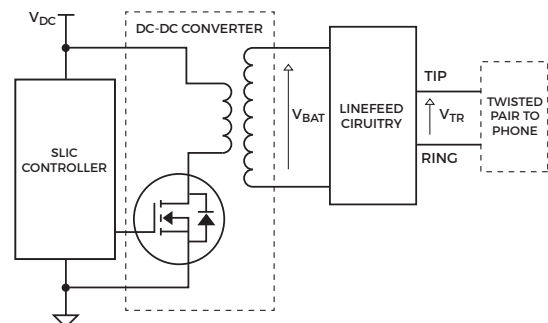 VDC
DC-DC CONVERTER
SLIC
CONTROLLER
VBAT
LINEFEED
CIRUITRY
TIP
VTR
RING
TWISTED
PAIR TO
PHONE